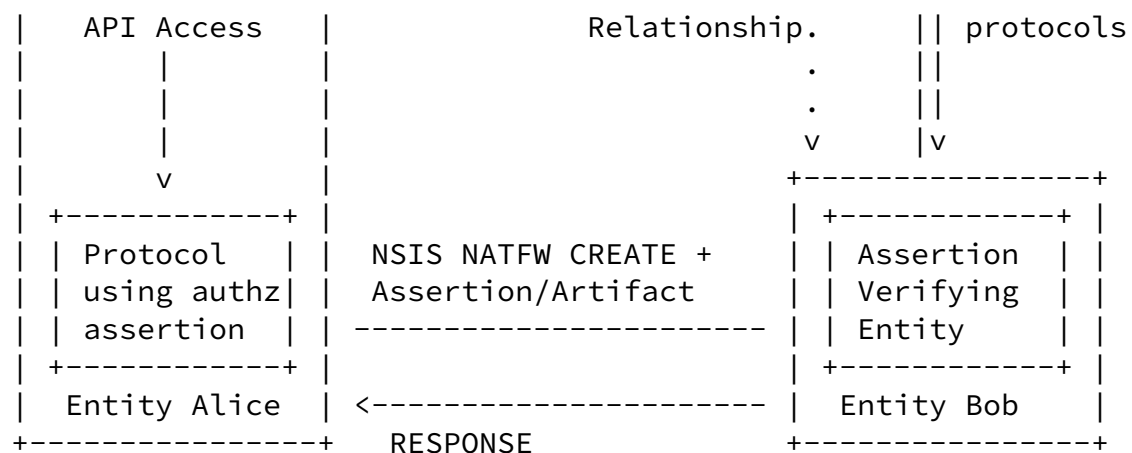 |    API Access    |              Relationship.     || protocols
|        |         |                          .     ||
|        |         |                          .     ||
|        |         |                          v     |v
|        v         |                         +----------------+
|  +------------+  |                         | +------------+ |
|  | Protocol   |  | NSIS NATFW CREATE +     | | Assertion  | |
|  | using authz|  | Assertion/Artifact      | | Verifying  | |
|  | assertion  |  | ----------------------- | | Entity     | |
|  +------------+  |                         | +------------+ |
|   Entity Alice   | <---------------------- |   Entity Bob   |
+------------------+  RESPONSE               +----------------+